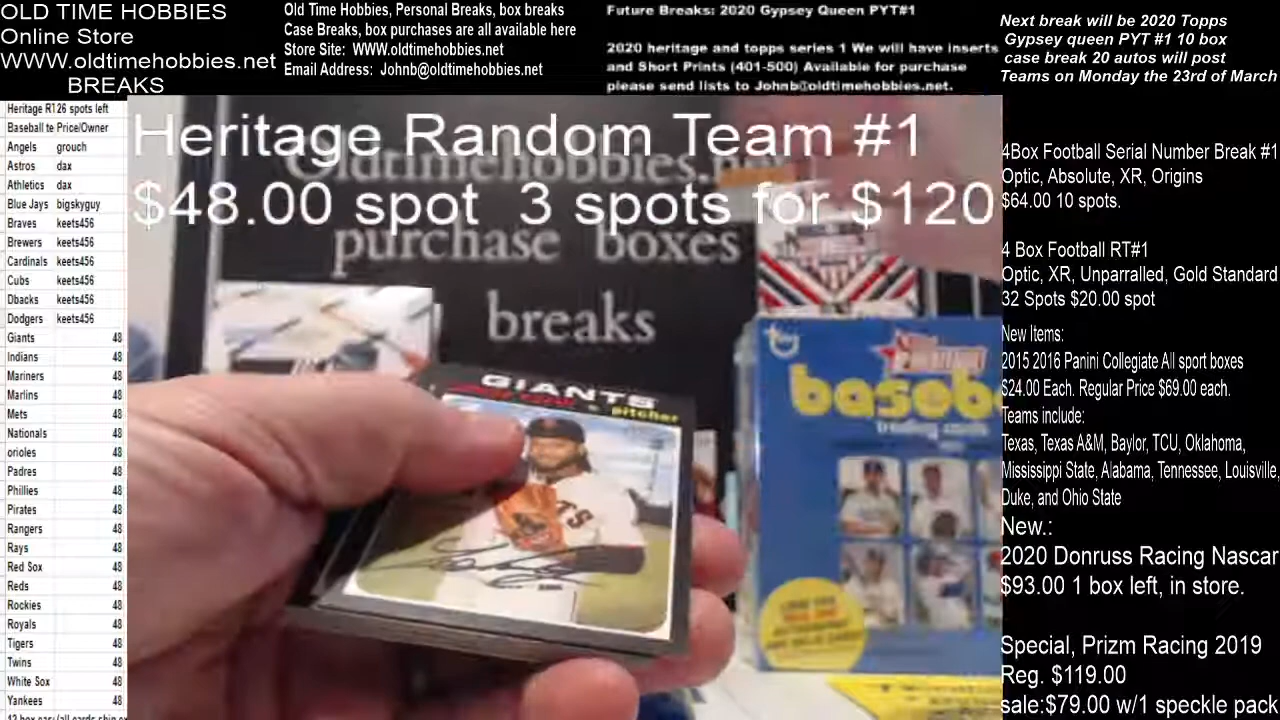 OLD TIME HOBBIES
Online Store
WWW.oldtimehobbies.net
BREAKS
Old Time Hobbies, Personal Breaks, box breaks
Case Breaks, box purchases are all available here
Store Site: WWW.oldtimehobbies.net
Email Address: Johnb@oldtimehobbies.net
Future Breaks: 2020 Gypsey Queen PYT#1
2020 heritage and topps series 1 We will have inserts
and Short Prints (401-500) Available for purchase
please send lists to Johnb@oldtimehobbies.net.
Next break will be 2020 Topps
Gypsey queen PYT #1 10 box
case break 20 autos will post
Teams on Monday the 23rd of March
Heritage RT26 spots left
Baseball te Price/Owner
Angels grouch
Astros dax
Athletics dax
Blue Jays bigskyguy
Braves keets456
Brewers keets456
Cardinals keets456
Cubs keets456
Dbacks keets456
Dodgers keets456
Giants 48
Indians 48
Mariners 48
Marlins 48
Mets 48
Nationals 48
orioles 48
Padres 48
Phillies 48
Pirates 48
Rangers 48
Rays 48
Red Sox 48
Reds 48
Rockies 48
Royals 48
Tigers 48
Twins 48
White Sox 48
Yankees 48
Heritage Random Team #1
$48.00 spot 3 spots for $120
Oldtimehobbies.net
purchase boxes
breaks
GIANTS
pitcher
baseb
trading cards
4Box Football Serial Number Break #1
Optic, Absolute, XR, Origins
$64.00 10 spots.
4 Box Football RT#1
Optic, XR, Unparralled, Gold Standard
32 Spots $20.00 spot
New Items:
2015 2016 Panini Collegiate All sport boxes
$24.00 Each. Regular Price $69.00 each.
Teams include:
Texas, Texas A&M, Baylor, TCU, Oklahoma,
Mississippi State, Alabama, Tennessee, Louisville,
Duke, and Ohio State
New.:
2020 Donruss Racing Nascar
$93.00 1 box left, in store.
Special, Prizm Racing 2019
Reg. $119.00
sale:$79.00 w/1 speckle pack